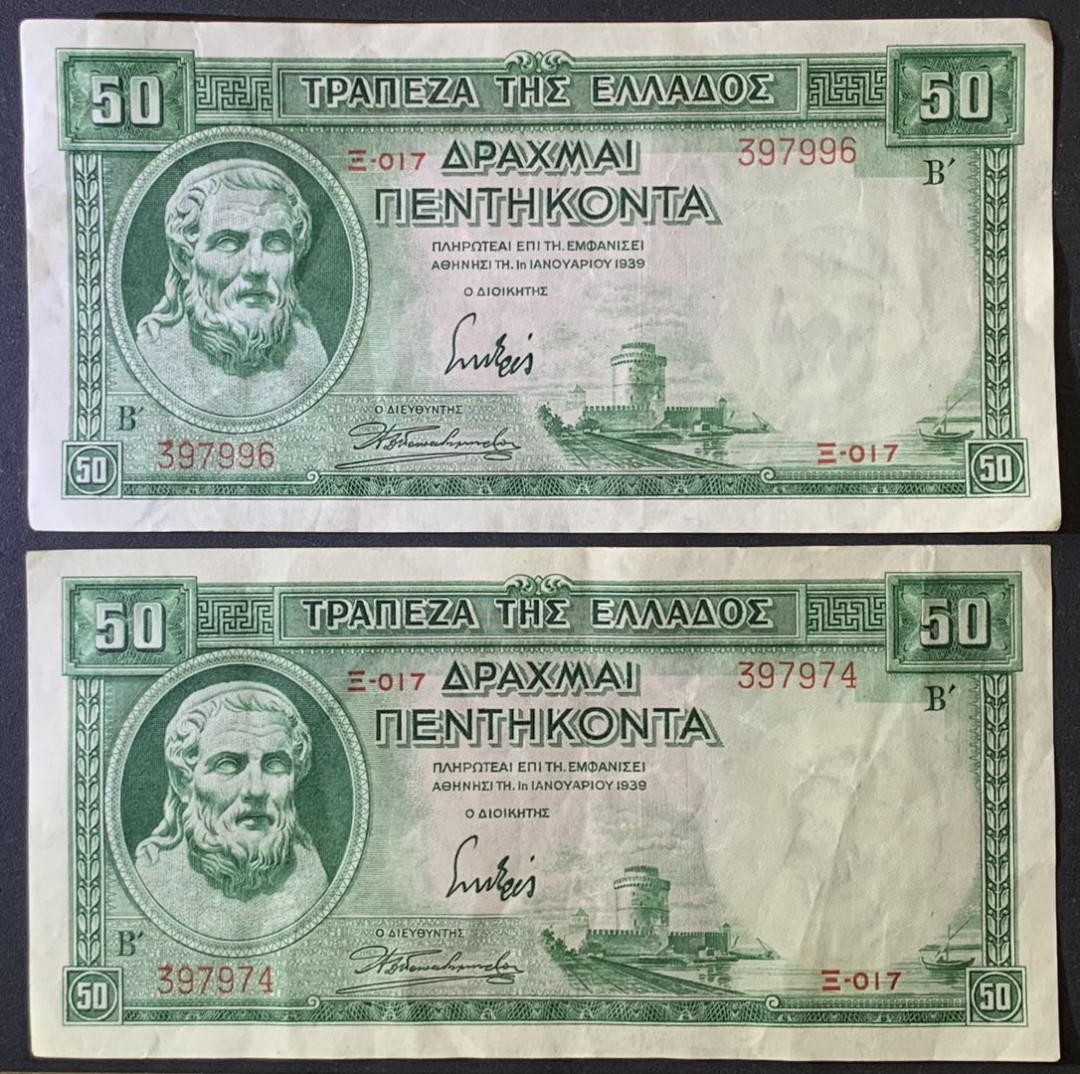 50 ΤΡΑΠΕΖΑ ΤΗΣ ΕΛΛΑΔΟΣ 50
Ξ-017 ΔΡΑΧΜΑΙ 397996
ΠΕΝΤΗΚΟΝΤΑ Β΄
ΠΛΗΡΩΤΕΑΙ ΕΠΙ ΤΗ. ΕΜΦΑΝΙΣΕΙ
ΑΘΗΝΗΣΙ ΤΗ. 1η ΙΑΝΟΥΑΡΙΟΥ 1939
Ο ΔΙΟΙΚΗΤΗΣ
Β΄ Ο ΔΙΕΥΘΥΝΤΗΣ
397996 Ξ-017
50 50
50 ΤΡΑΠΕΖΑ ΤΗΣ ΕΛΛΑΔΟΣ 50
Ξ-017 ΔΡΑΧΜΑΙ 397974
ΠΕΝΤΗΚΟΝΤΑ Β΄
ΠΛΗΡΩΤΕΑΙ ΕΠΙ ΤΗ. ΕΜΦΑΝΙΣΕΙ
ΑΘΗΝΗΣΙ ΤΗ. 1η ΙΑΝΟΥΑΡΙΟΥ 1939
Ο ΔΙΟΙΚΗΤΗΣ
Β΄ Ο ΔΙΕΥΘΥΝΤΗΣ
397974 Ξ-017
50 50